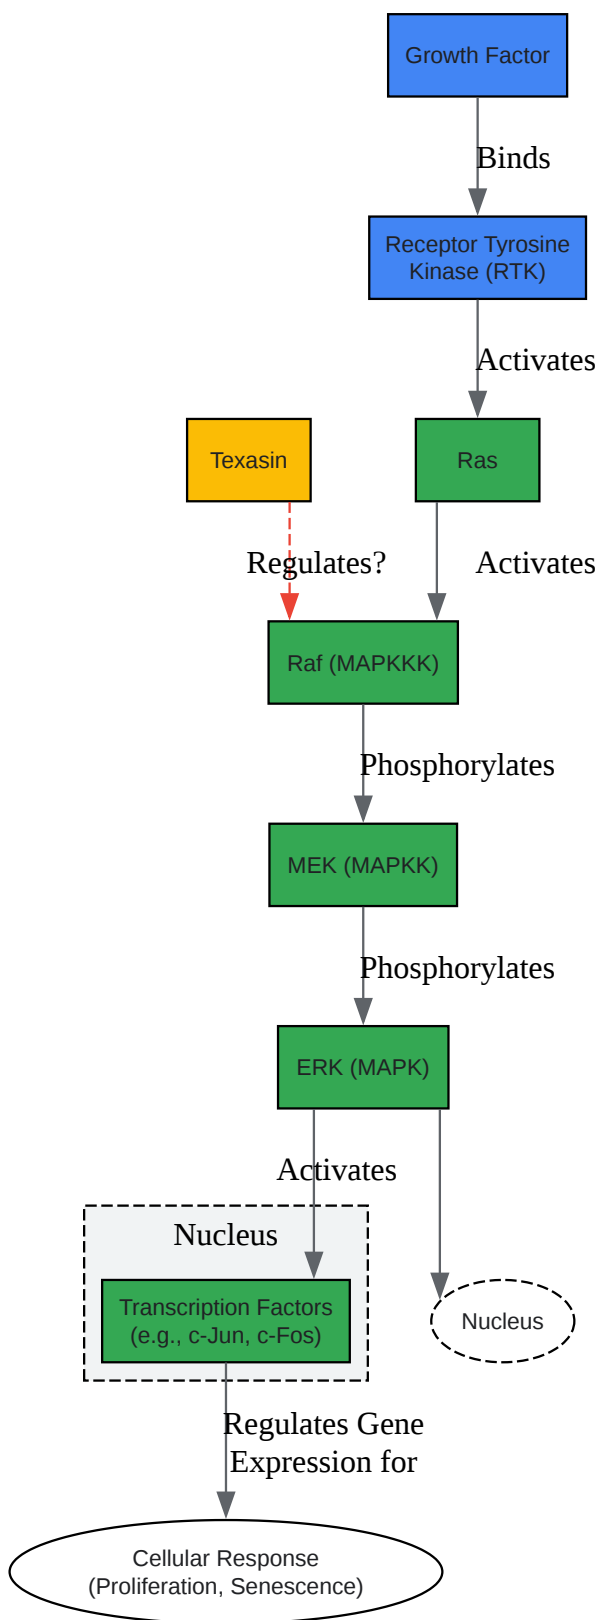 Growth Factor
Binds
Receptor Tyrosine
Kinase (RTK)
Activates
Texasin
Ras
Regulates?
Activates
Raf (MAPKKK)
Phosphorylates
MEK (MAPKK)
Phosphorylates
ERK (MAPK)
Activates
Nucleus
Transcription Factors
(e.g., c-Jun, c-Fos)
Nucleus
Regulates Gene
Expression for
Cellular Response
(Proliferation, Senescence)